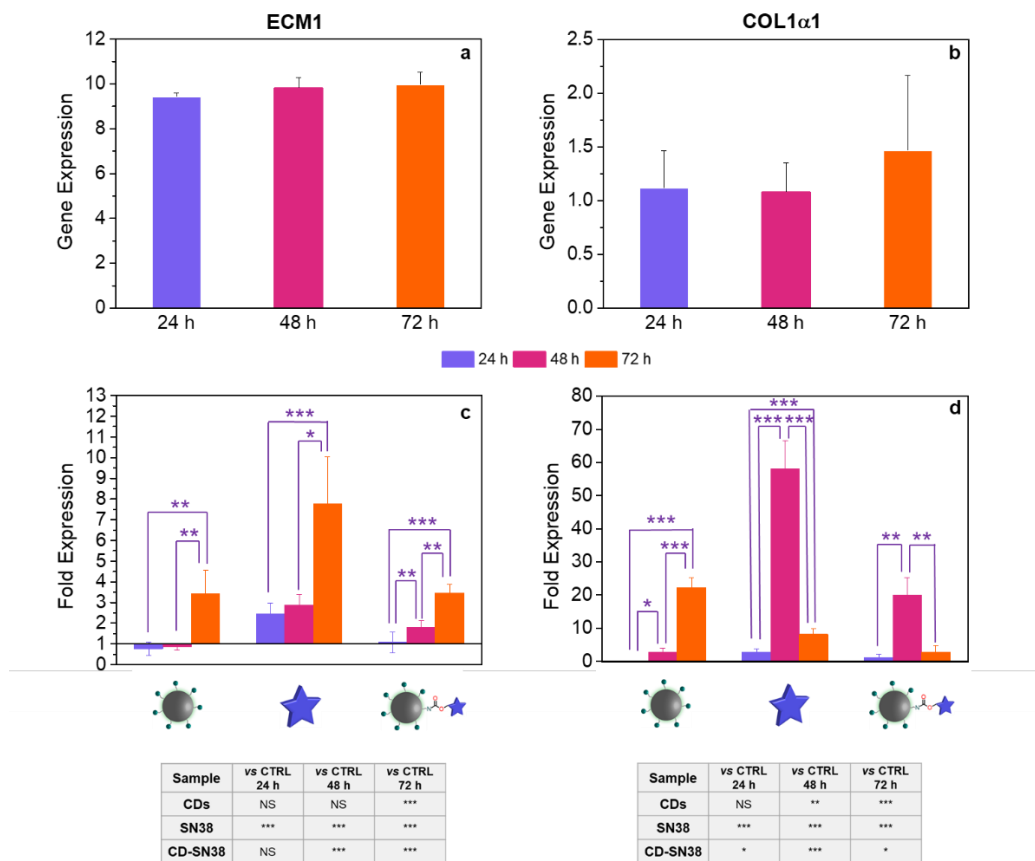 ECM1
COL1α1
a
b
Gene Expression
12
10
8
6
4
2
0
24 h 48 h 72 h
Gene Expression
2.5
2.0
1.5
1.0
0.5
0.0
24 h 48 h 72 h
24 h 48 h 72 h
c
Fold Expression
13
12
11
10
9
8
7
6
5
4
3
2
1
0
**
**
***
*
***
**
**
d
Fold Expression
80
70
60
50
40
30
20
10
0
***
***
*
***
*** ***
** **
N O O
N O O
Sample vs CTRL 24 h vs CTRL 48 h vs CTRL 72 h
CDs NS NS ***
SN38 *** *** ***
CD-SN38 NS *** ***
Sample vs CTRL 24 h vs CTRL 48 h vs CTRL 72 h
CDs NS ** ***
SN38 *** *** ***
CD-SN38 * *** *